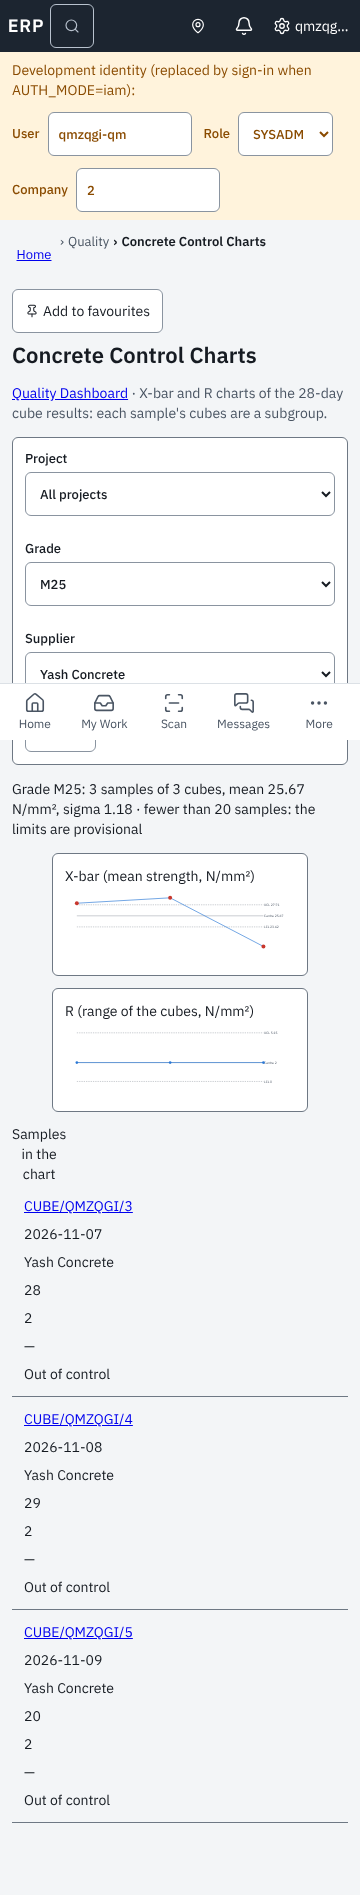 ERP
qmzqg...
Development identity (replaced by sign-in when
AUTH_MODE=iam):
User qmzqgi-qm Role SYSADM
Company 2
Home › Quality › Concrete Control Charts
Add to favourites
Concrete Control Charts
Quality Dashboard · X-bar and R charts of the 28-day
cube results: each sample's cubes are a subgroup.
Project
All projects
Grade
M25
Supplier
Yash Concrete
Home My Work Scan Messages More
Grade M25: 3 samples of 3 cubes, mean 25.67
N/mm², sigma 1.18 · fewer than 20 samples: the
limits are provisional
X-bar (mean strength, N/mm²)
R (range of the cubes, N/mm²)
Samples
in the
chart
CUBE/QMZQGI/3
2026-11-07
Yash Concrete
28
2
—
Out of control
CUBE/QMZQGI/4
2026-11-08
Yash Concrete
29
2
—
Out of control
CUBE/QMZQGI/5
2026-11-09
Yash Concrete
20
2
—
Out of control